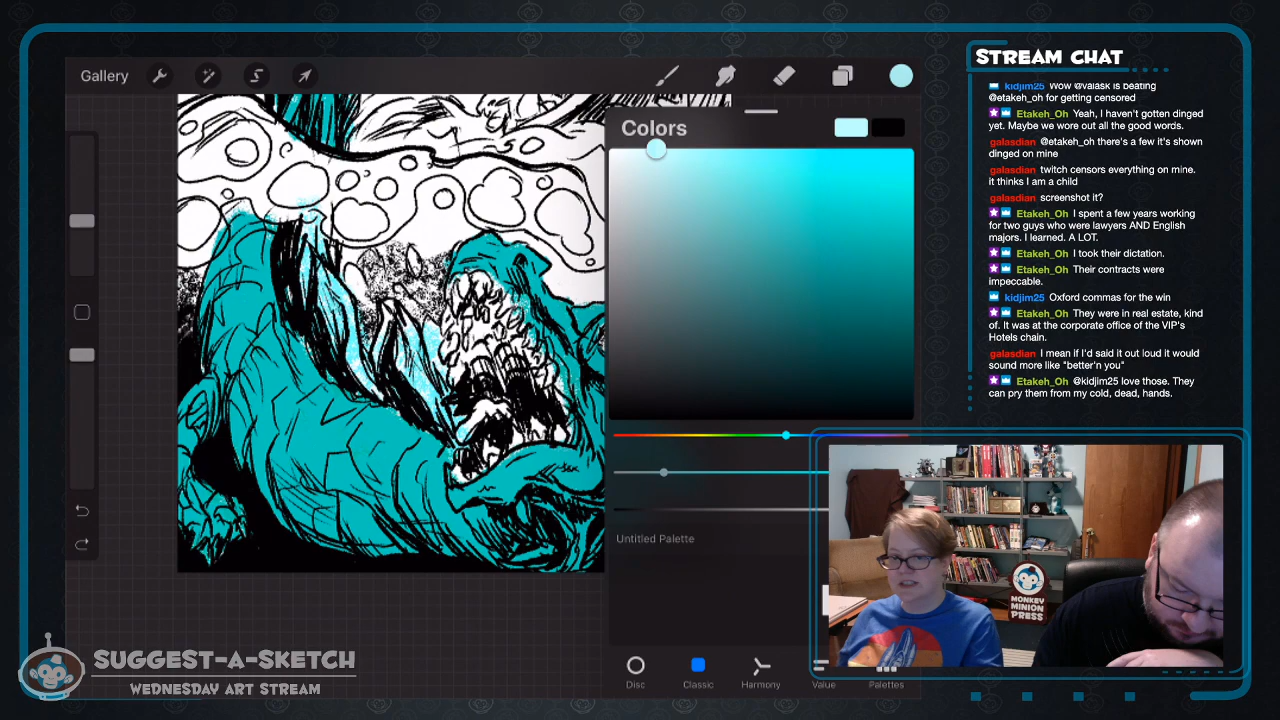 Gallery
Colors
Untitled Palette
Disc
Classic
Harmony
Value
Palettes
STREAM CHAT
kidjim25 Wow @valask is beating
@etakeh_oh for getting censored
Etakeh_Oh Yeah, I haven't gotten dinged
yet. Maybe we wore out all the good words.
galasdian @etakeh_oh there's a few it's shown
dinged on mine
galasdian twitch censors everything on mine.
it thinks I am a child
galasdian screenshot it?
Etakeh_Oh I spent a few years working
for two guys who were lawyers AND English
majors. I learned. A LOT.
Etakeh_Oh I took their dictation.
Etakeh_Oh Their contracts were
impeccable.
kidjim25 Oxford commas for the win
Etakeh_Oh They were in real estate, kind
of. It was at the corporate office of the VIP's
Hotels chain.
galasdian I mean if I'd said it out loud it would
sound more like "better'n you"
Etakeh_Oh @kidjim25 love those. They
can pry them from my cold, dead, hands.
MONKEY
MINION
PRESS
SUGGEST-A-SKETCH
WEDNESDAY ART STREAM